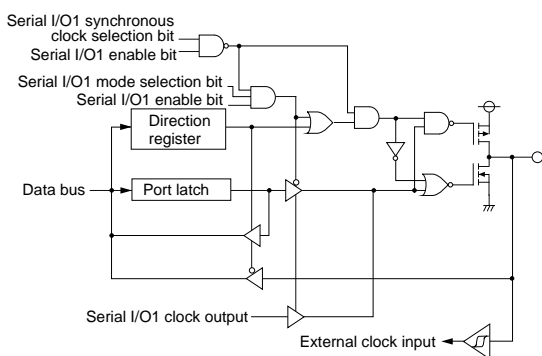 Serial I/O1 synchronous
clock selection bit
Serial I/O1 enable bit
Serial I/O1 mode selection bit
Serial I/O1 enable bit
Direction
register
Data bus
Port latch
Serial I/O1 clock output
External clock input